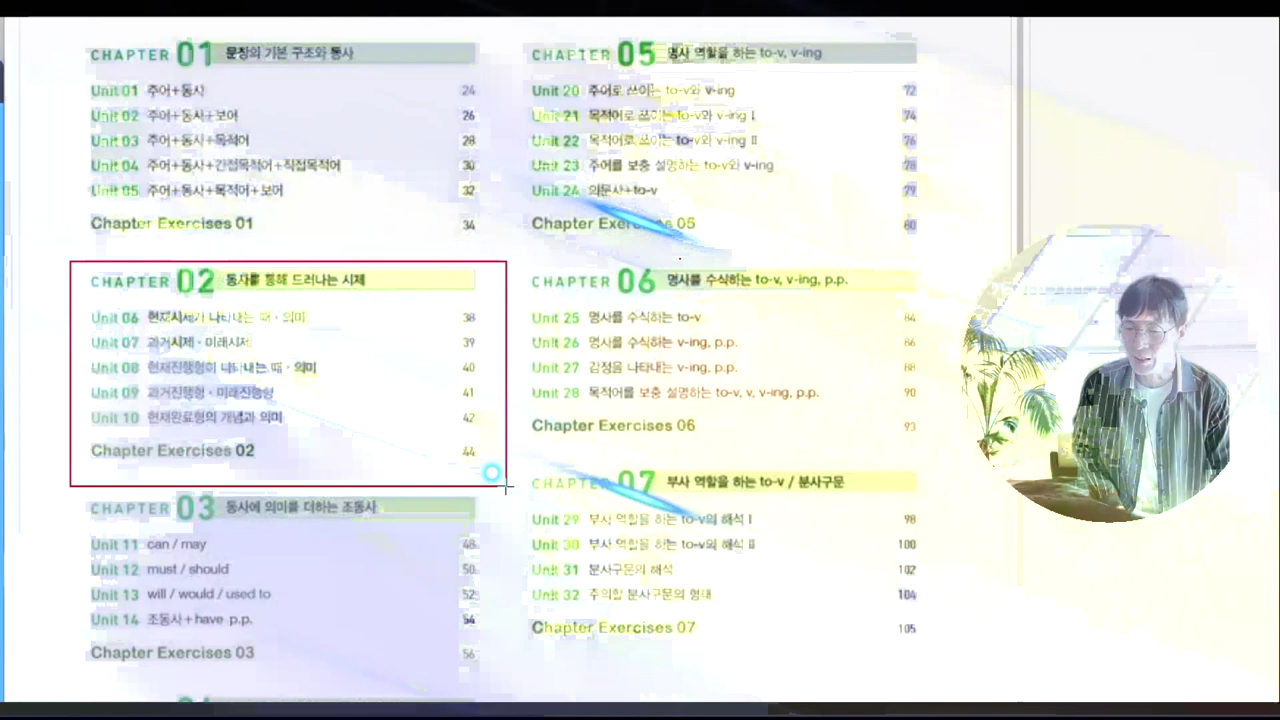 CHAPTER 01 문장의 기본 구조와 동사
Unit 01 주어+동사 24
Unit 02 주어+동사+보어 26
Unit 03 주어+동사+목적어 28
Unit 04 주어+동사+간접목적어+직접목적어 30
Unit 05 주어+동사+목적어+보어 32
Chapter Exercises 01 34
CHAPTER 02 동사를 통해 드러나는 시제
Unit 06 현재시제가 나타내는 때·의미 38
Unit 07 과거시제·미래시제 39
Unit 08 현재진행형이 나타내는 때·의미 40
Unit 09 과거진행형·미래진행형 41
Unit 10 현재완료형의 개념과 의미 42
Chapter Exercises 02 44
CHAPTER 03 동사에 의미를 더하는 조동사
Unit 11 can / may 48
Unit 12 must / should 50
Unit 13 will / would / used to 52
Unit 14 조동사+have p.p. 54
Chapter Exercises 03 56
CHAPTER 05 명사 역할을 하는 to-v, v-ing
Unit 20 주어로 쓰이는 to-v와 v-ing 72
Unit 21 목적어로 쓰이는 to-v와 v-ing I 74
Unit 22 목적어로 쓰이는 to-v와 v-ing II 76
Unit 23 주어를 보충 설명하는 to-v와 v-ing 78
Unit 24 의문사+to-v 79
Chapter Exercises 05 80
CHAPTER 06 명사를 수식하는 to-v, v-ing, p.p.
Unit 25 명사를 수식하는 to-v 84
Unit 26 명사를 수식하는 v-ing, p.p. 86
Unit 27 감정을 나타내는 v-ing, p.p. 88
Unit 28 목적어를 보충 설명하는 to-v, v, v-ing, p.p. 90
Chapter Exercises 06 93
CHAPTER 07 부사 역할을 하는 to-v / 분사구문
Unit 29 부사 역할을 하는 to-v의 해석 I 98
Unit 30 부사 역할을 하는 to-v의 해석 II 100
Unit 31 분사구문의 해석 102
Unit 32 주의할 분사구문의 형태 104
Chapter Exercises 07 105